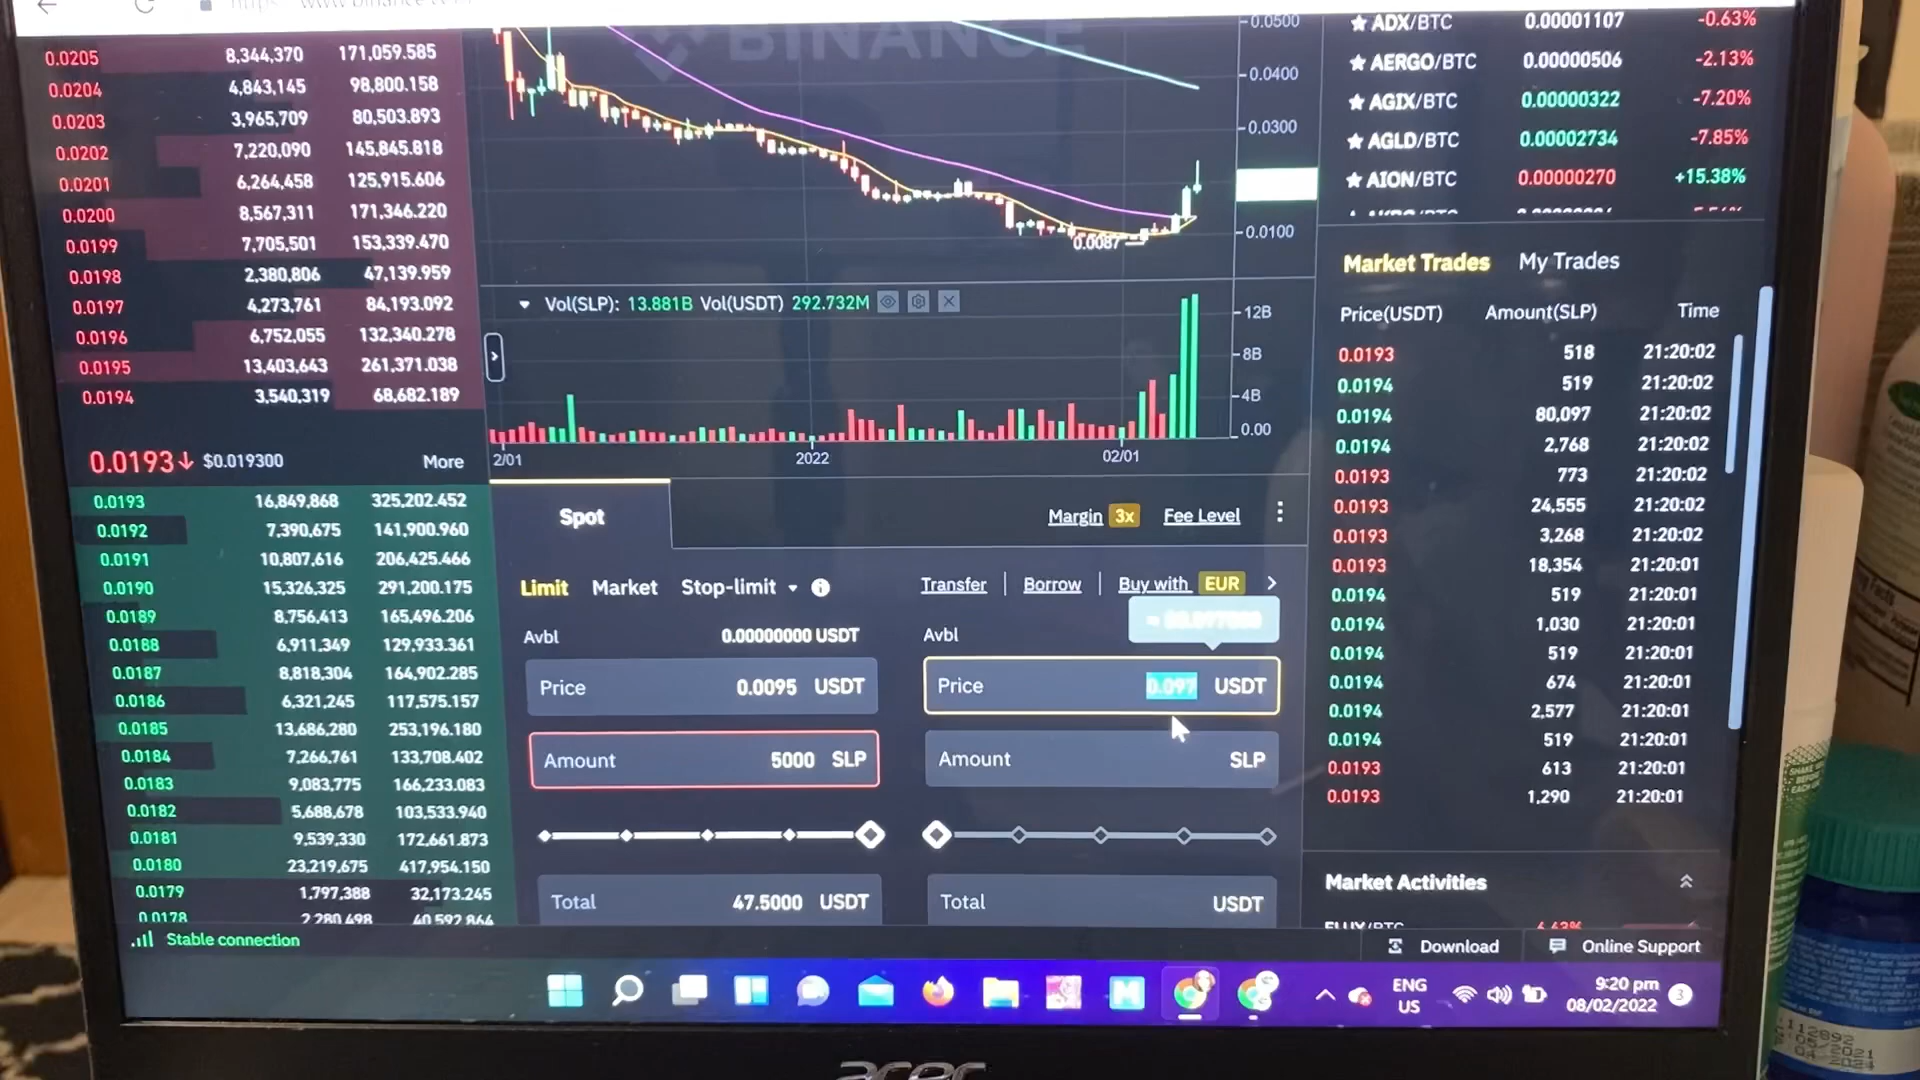 BINANCE
0.0205 8,344,370 171,059.585
0.0204 4,843,145 98,800.158
0.0203 3,965,709 80,503.893
0.0202 7,220,090 145,845.818
0.0201 6,264,458 125,915.606
0.0200 8,567,311 171,346.220
0.0199 7,705,501 153,339.470
0.0198 2,380,806 47,139.959
0.0197 4,273,761 84,193.092
0.0196 6,752,055 132,340.278
0.0195 13,403,643 261,371.038
0.0194 3,540,319 68,682.189
0.0193↓ $0.019300 More
0.0193 16,849,868 325,202.452
0.0192 7,390,675 141,900.960
0.0191 10,807,616 206,425.466
0.0190 15,326,325 291,200.175
0.0189 8,756,413 165,496.206
0.0188 6,911,349 129,933.361
0.0187 8,818,304 164,902.285
0.0186 6,321,245 117,575.157
0.0185 13,686,280 253,196.180
0.0184 7,266,761 133,708.402
0.0183 9,083,775 166,233.083
0.0182 5,688,678 103,533.940
0.0181 9,539,330 172,661.873
0.0180 23,219,675 417,954.150
0.0179 1,797,388 32,173.245
0.0178 2,280,498 40,592.864
Stable connection
0.0500
0.0400
0.0300
0.0100
0.0087
Vol(SLP): 13.881B Vol(USDT) 292.732M
12B
8B
4B
0.00
2/01 2022 02/01
Spot
Margin 3x Fee Level
Limit Market Stop-limit
Transfer | Borrow | Buy with EUR
Avbl 0.00000000 USDT
Price 0.0095 USDT
Amount 5000 SLP
Total 47.5000 USDT
Avbl
Price 0.097 USDT
Amount SLP
Total USDT
ADX/BTC 0.00001107 -0.63%
AERGO/BTC 0.00000506 -2.13%
AGIX/BTC 0.00000322 -7.20%
AGLD/BTC 0.00002734 -7.85%
AION/BTC 0.00000270 +15.38%
Market Trades My Trades
Price(USDT) Amount(SLP) Time
0.0193 518 21:20:02
0.0194 519 21:20:02
0.0194 80,097 21:20:02
0.0194 2,768 21:20:02
0.0193 773 21:20:02
0.0193 24,555 21:20:02
0.0193 3,268 21:20:02
0.0193 18,354 21:20:01
0.0194 519 21:20:01
0.0194 1,030 21:20:01
0.0194 519 21:20:01
0.0194 674 21:20:01
0.0194 2,577 21:20:01
0.0194 519 21:20:01
0.0193 613 21:20:01
0.0193 1,290 21:20:01
Market Activities
Download Online Support
ENG
US
9:20 pm
08/02/2022
3
acer